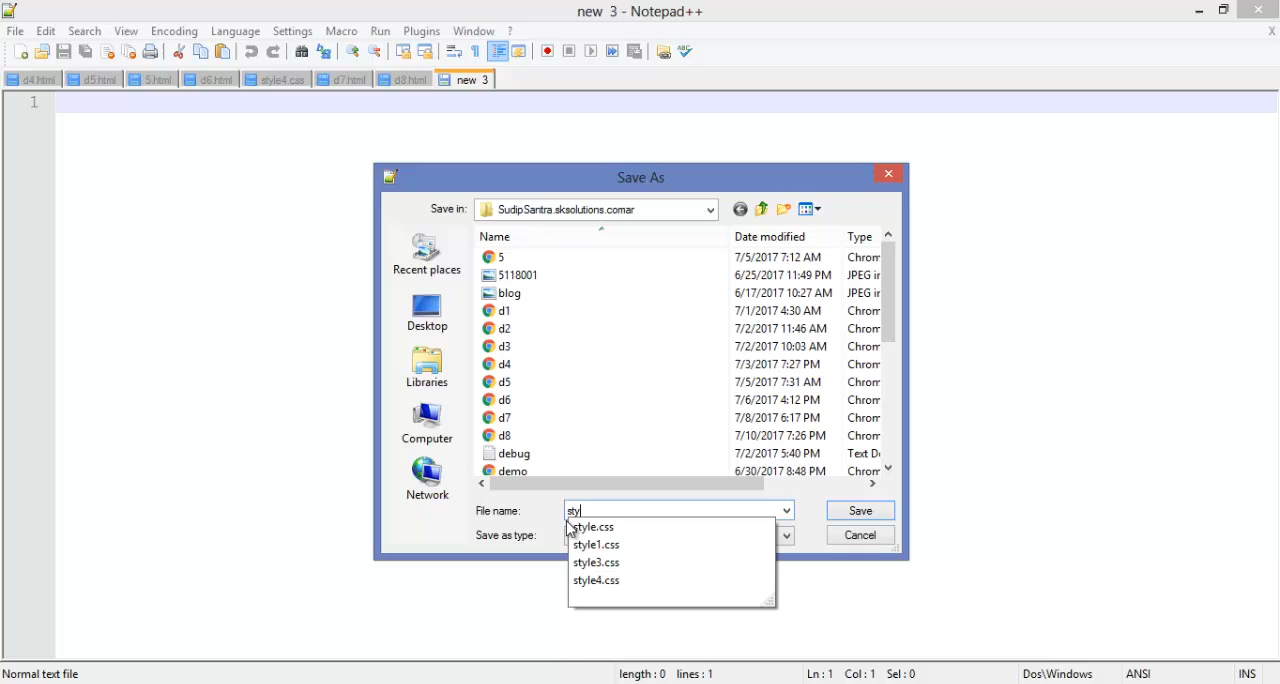 new 3 - Notepad++
File Edit Search View Encoding Language Settings Macro Run Plugins Window ? X
d4.html d5.html 5.html d6.html style4.css d7.html d8.html new 3
1
Save As
Save in: SudipSantra.sksolutions.comar
Name Date modified Type
5 7/5/2017 7:12 AM Chrom
5118001 6/25/2017 11:49 PM JPEG ir
blog 6/17/2017 10:27 AM JPEG ir
d1 7/1/2017 4:30 AM Chrom
d2 7/2/2017 11:46 AM Chrom
d3 7/2/2017 10:03 AM Chrom
d4 7/3/2017 7:27 PM Chrom
d5 7/5/2017 7:31 AM Chrom
d6 7/6/2017 4:12 PM Chrom
d7 7/8/2017 6:17 PM Chrom
d8 7/10/2017 7:26 PM Chrom
debug 7/2/2017 5:40 PM Text D
demo 6/30/2017 8:48 PM Chrom
Recent places
Desktop
Libraries
Computer
Network
File name: sty Save
Save as type: Cancel
style.css
style1.css
style3.css
style4.css
Normal text file length : 0 lines : 1 Ln : 1 Col : 1 Sel : 0 Dos\Windows ANSI INS